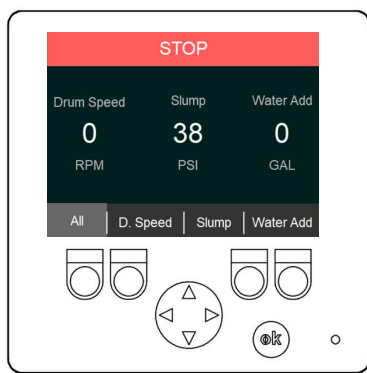 STOP
Drum Speed Slump Water Add
0 38 0
RPM PSI GAL
All D. Speed Slump Water Add
ok